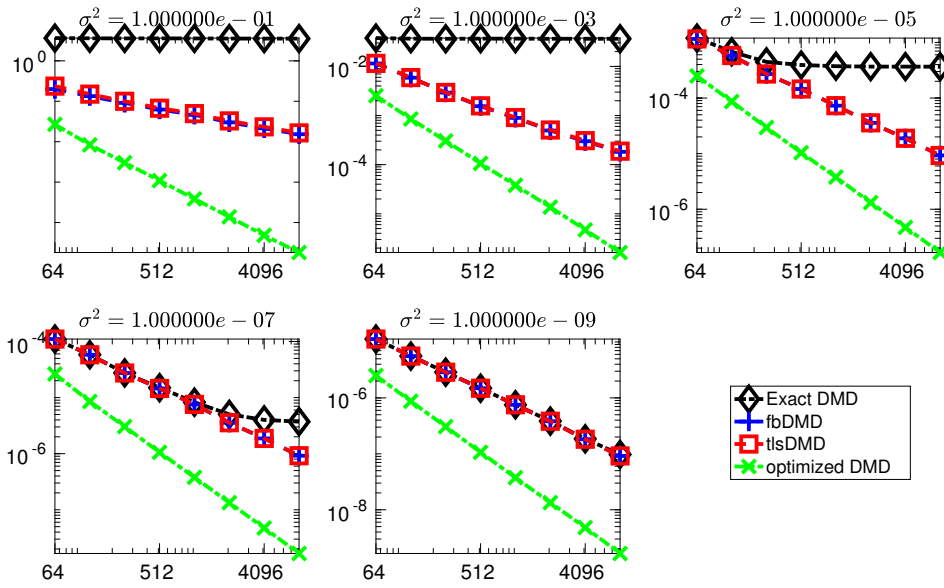 σ² = 1.000000e − 01
10⁰
64
512
4096
σ² = 1.000000e − 03
10⁻²
10⁻⁴
64
512
4096
σ² = 1.000000e − 05
10⁻⁴
10⁻⁶
64
512
4096
σ² = 1.000000e − 07
10⁻⁴
10⁻⁶
64
512
4096
σ² = 1.000000e − 09
10⁻⁶
10⁻⁸
64
512
4096
Exact DMD
fbDMD
tlsDMD
optimized DMD